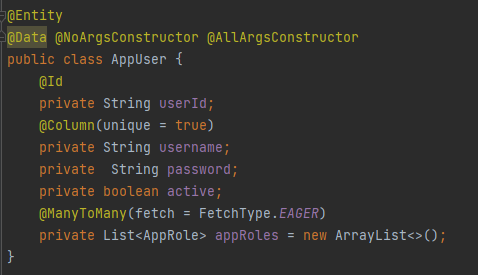 @Entity
@Data @NoArgsConstructor @AllArgsConstructor
public class AppUser {
    @Id
    private String userId;
    @Column(unique = true)
    private String username;
    private  String password;
    private boolean active;
    @ManyToMany(fetch = FetchType.EAGER)
    private List<AppRole> appRoles = new ArrayList<>();
}